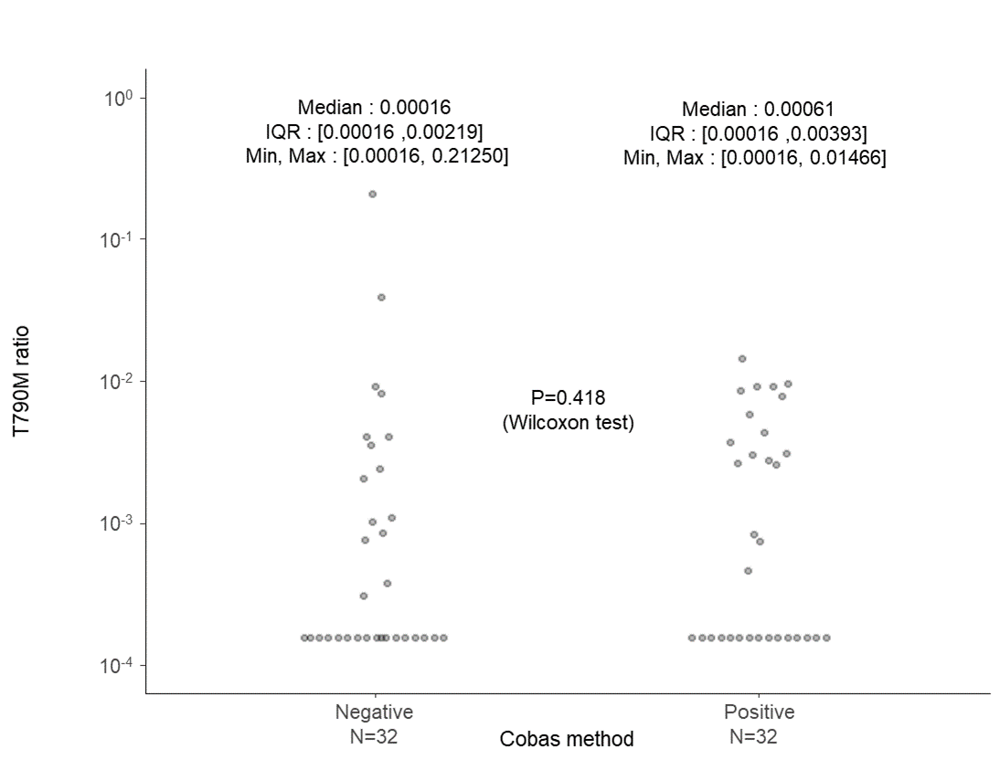 10⁰
10⁻¹
10⁻²
10⁻³
10⁻⁴
T790M ratio
Median : 0.00016
IQR : [0.00016 ,0.00219]
Min, Max : [0.00016, 0.21250]
Median : 0.00061
IQR : [0.00016 ,0.00393]
Min, Max : [0.00016, 0.01466]
P=0.418
(Wilcoxon test)
Negative
N=32
Positive
N=32
Cobas method